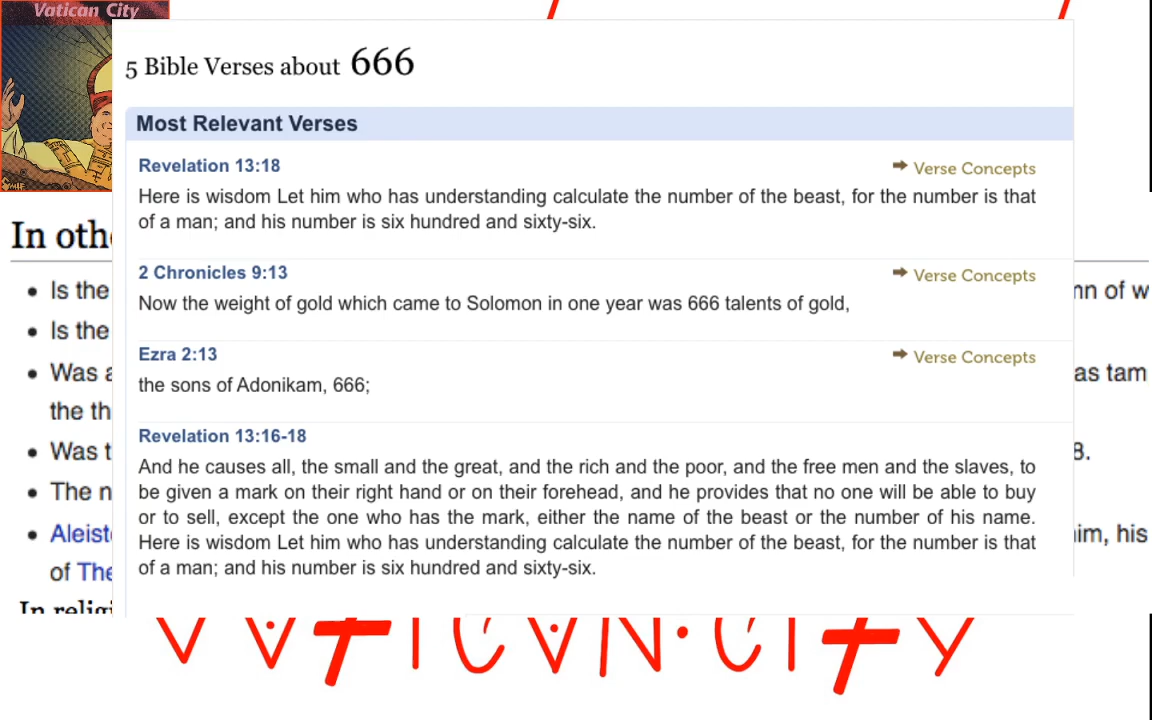 Vatican City
5 Bible Verses about 666
Most Relevant Verses
Revelation 13:18
Verse Concepts
Here is wisdom Let him who has understanding calculate the number of the beast, for the number is that
of a man; and his number is six hundred and sixty-six.
2 Chronicles 9:13
Verse Concepts
Now the weight of gold which came to Solomon in one year was 666 talents of gold,
Ezra 2:13
Verse Concepts
the sons of Adonikam, 666;
Revelation 13:16-18
And he causes all, the small and the great, and the rich and the poor, and the free men and the slaves, to
be given a mark on their right hand or on their forehead, and he provides that no one will be able to buy
or to sell, except the one who has the mark, either the name of the beast or the number of his name.
Here is wisdom Let him who has understanding calculate the number of the beast, for the number is that
of a man; and his number is six hundred and sixty-six.
In
Is the
of w
Is the
Was
as tam
the
Was
8.
The
him, his
of The
In
VATICAN·CITY